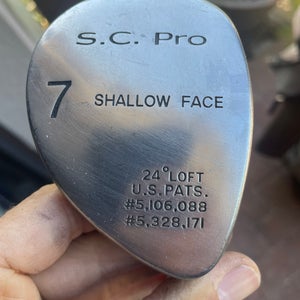 S.C. Pro
7 SHALLOW FACE
24° LOFT
U.S. PATS.
#5,106,088
#5,328,171